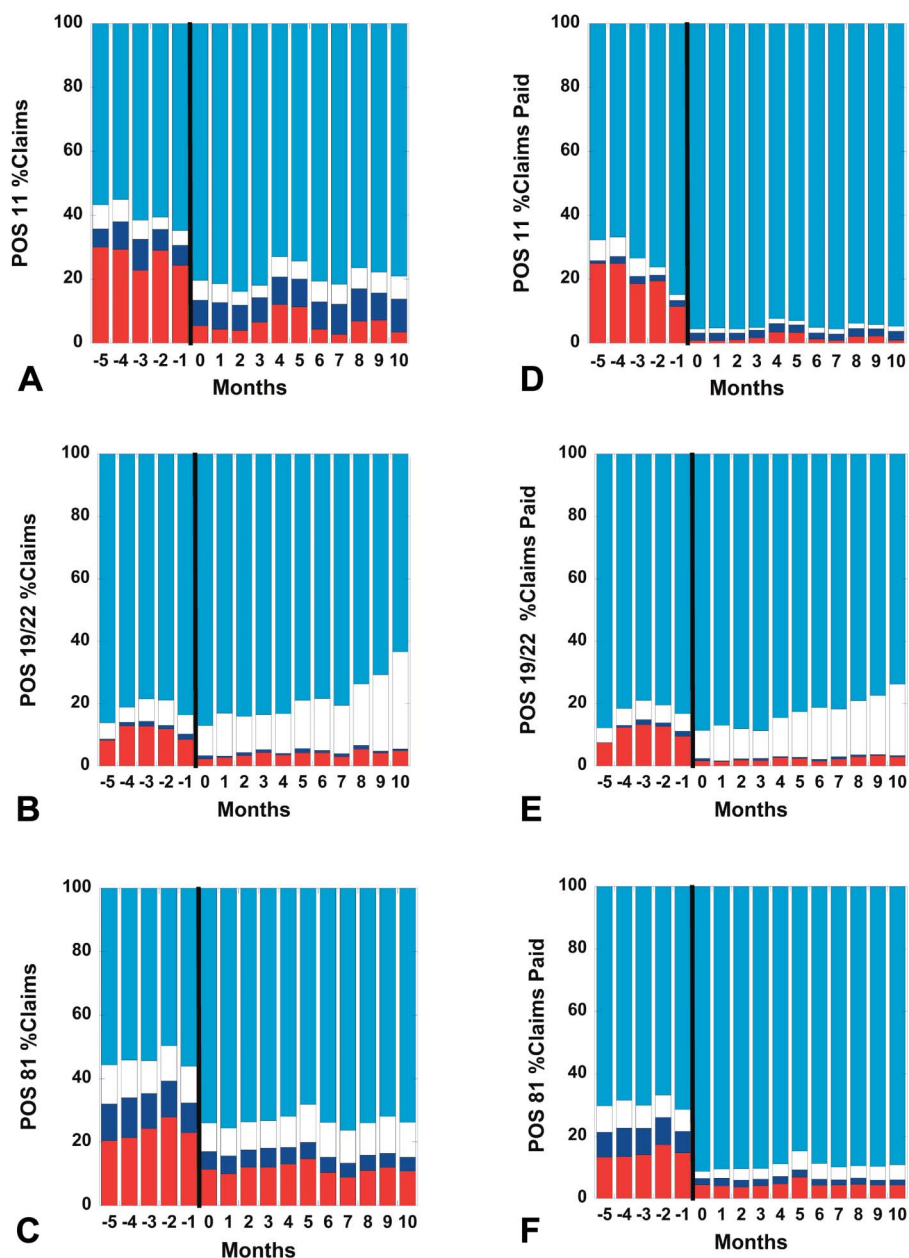 100
80
60
40
20
0
POS 11 %Claims
-5 -4 -3 -2 -1 0 1 2 3 4 5 6 7 8 9 10
A
Months
100
80
60
40
20
0
POS 11 %Claims Paid
-5 -4 -3 -2 -1 0 1 2 3 4 5 6 7 8 9 10
D
Months
100
80
60
40
20
0
POS 19/22 %Claims
-5 -4 -3 -2 -1 0 1 2 3 4 5 6 7 8 9 10
B
Months
100
80
60
40
20
0
POS 19/22 %Claims Paid
-5 -4 -3 -2 -1 0 1 2 3 4 5 6 7 8 9 10
E
Months
100
80
60
40
20
0
POS 81 %Claims
-5 -4 -3 -2 -1 0 1 2 3 4 5 6 7 8 9 10
C
Months
100
80
60
40
20
0
POS 81 %Claims Paid
-5 -4 -3 -2 -1 0 1 2 3 4 5 6 7 8 9 10
F
Months